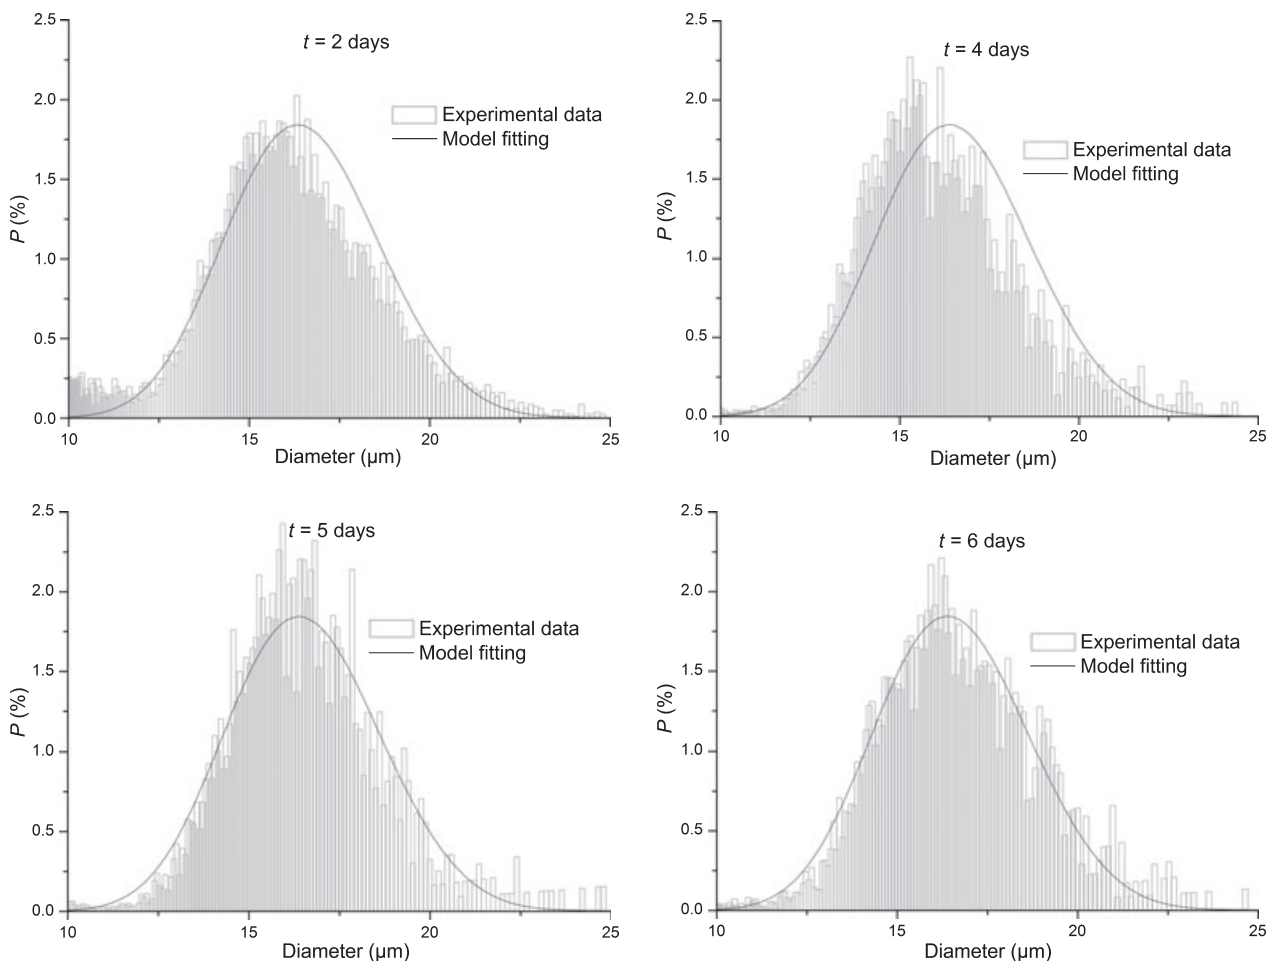 2.5
t = 2 days
2.0
Experimental data
Model fitting
1.5
P (%)
1.0
0.5
0.0
10
15
20
25
Diameter (μm)
2.5
t = 4 days
2.0
Experimental data
Model fitting
1.5
P (%)
1.0
0.5
0.0
10
15
20
25
Diameter (μm)
2.5
t = 5 days
2.0
Experimental data
Model fitting
1.5
P (%)
1.0
0.5
0.0
10
15
20
25
Diameter (μm)
2.5
t = 6 days
2.0
Experimental data
Model fitting
1.5
P (%)
1.0
0.5
0.0
10
15
20
25
Diameter (μm)